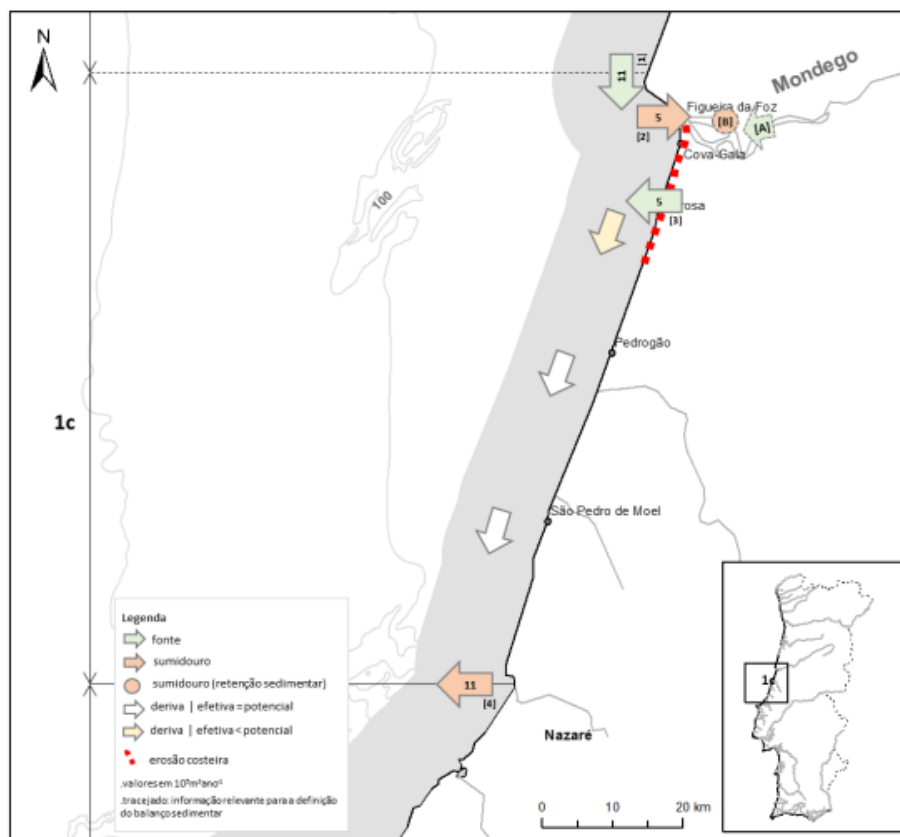 N
11
[1]
Mondego
Figueira da Foz
5
[2]
[B]
[A]
Cova-Gala
100
5
rosa
[3]
Pedrogão
1c
São Pedro de Moel
Legenda
fonte
sumidouro
sumidouro (retenção sedimentar)
deriva | efetiva = potencial
deriva | efetiva < potencial
erosão costeira
.valores em 10⁵m³ano⁻¹
.tracejado: informação relevante para a definição
do balanço sedimentar
11
[4]
Nazaré
0 10 20 km
1c